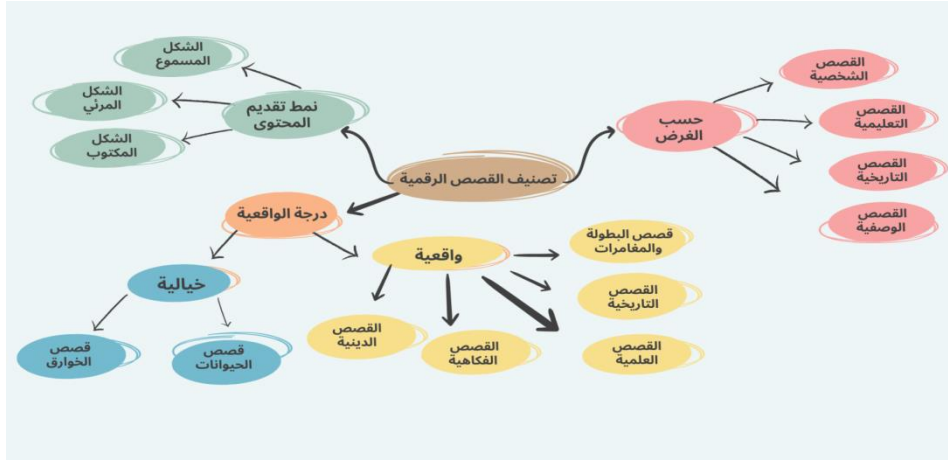 تصنيف القصص الرقمية
حسب
الغرض
القصص
الشخصية
القصص
التعليمية
القصص
التاريخية
القصص
الوصفية
نمط تقديم
المحتوى
الشكل
المسموع
الشكل
المرئي
الشكل
المكتوب
درجة الواقعية
واقعية
قصص البطولة
والمغامرات
القصص
التاريخية
القصص
العلمية
القصص
الفكاهية
القصص
الدينية
خيالية
قصص
الحيوانات
قصص
الخوارق